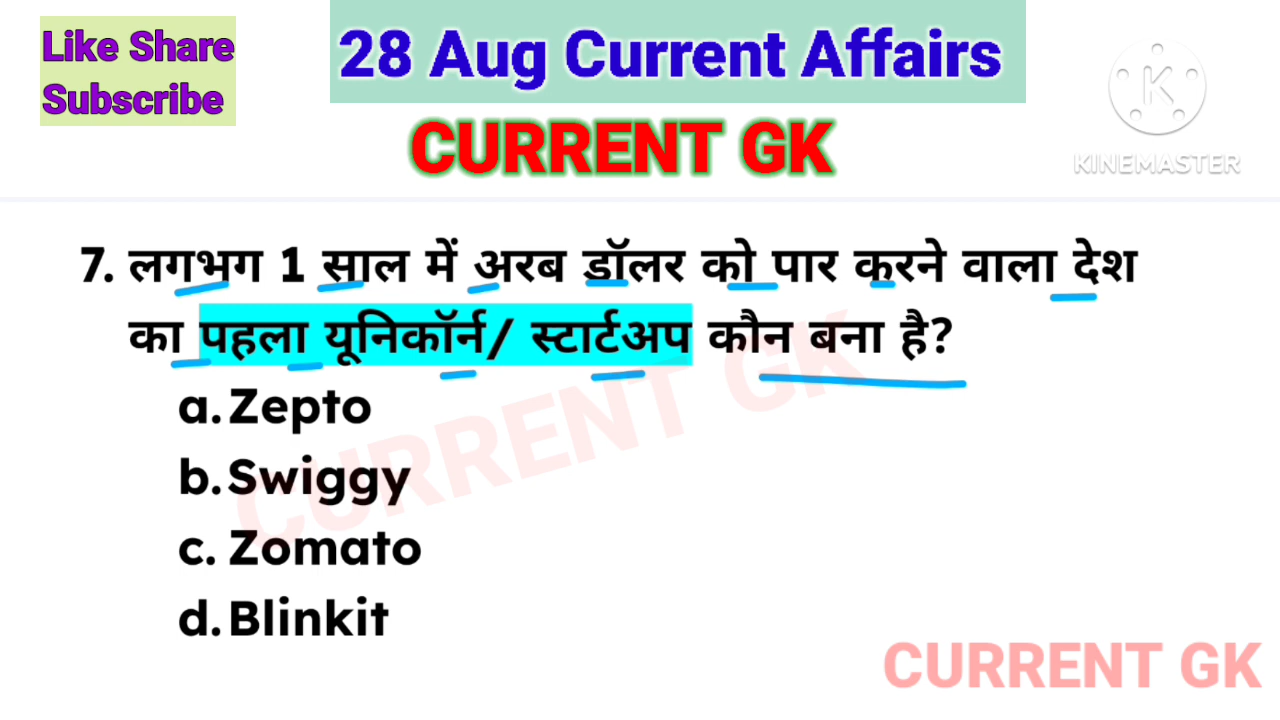 Like Share
Subscribe
28 Aug Current Affairs
CURRENT GK
KINEMASTER
7. लगभग 1 साल में अरब डॉलर को पार करने वाला देश
का पहला यूनिकॉर्न/ स्टार्टअप कौन बना है?
a. Zepto
b. Swiggy
c. Zomato
d. Blinkit
CURRENT GK
CURRENT GK